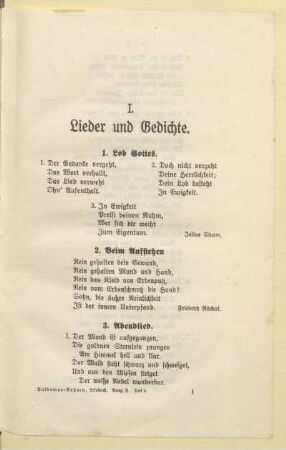 I.
Lieder und Gedichte.
1. Lob Gottes.
1. Der Gedanke vergeht,
Das Wort verhallt,
Das Lied verweht
Ohn' Aufenthalt.
2. Doch nicht vergeht
Deine Herrlichkeit;
Dein Lob besteht
In Ewigkeit.
3. In Ewigkeit
Preist deinen Ruhm,
Wer sich dir weiht
Zum Eigentum.
Julius Sturm.
2. Beim Aufstehen
Rein gehalten dein Gewand,
Rein gehalten Mund und Hand,
Rein das Kleid von Erdenputz,
Rein vom Erdenschmutz die Hand!
Sohn, die äußre Reinlichkeit
Ist der innern Unterpfand.
Friedrich Rückert.
3. Abendlied.
1. Der Mond ist aufgegangen,
Die goldnen Sternlein prangen
Am Himmel hell und klar.
Der Wald steht schwarz und schweiget,
Und aus den Wiesen steiget
Der weiße Nebel wunderbar.
1